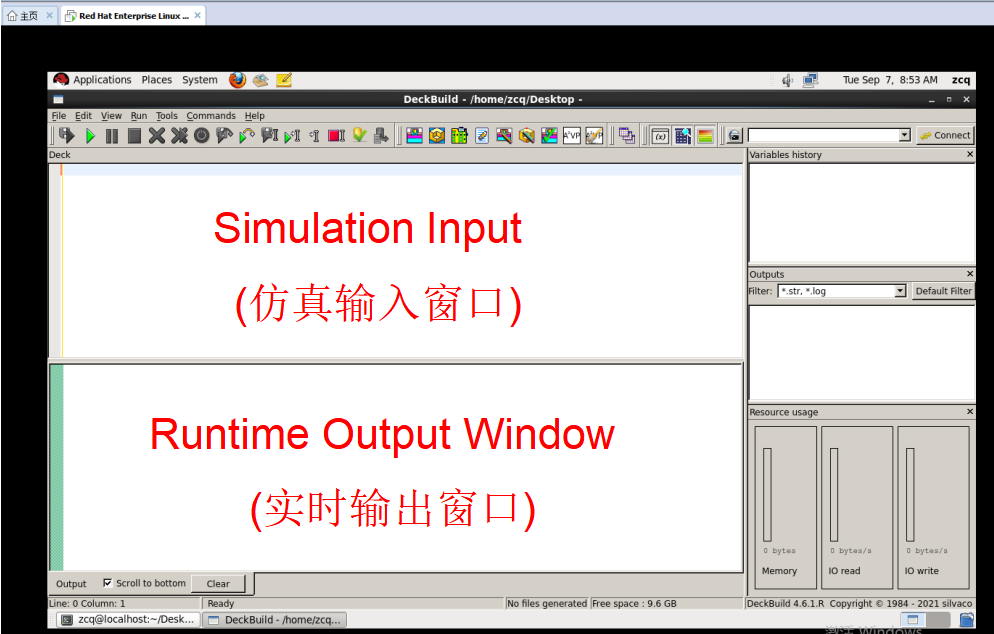 主页
Red Hat Enterprise Linux ...
Applications Places System
Tue Sep 7, 8:53 AM zcq
DeckBuild - /home/zcq/Desktop -
File Edit View Run Tools Commands Help
(x)
Connect
Deck
Variables history
Simulation Input
(仿真输入窗口)
Outputs
Filter: *.str, *.log Default Filter
Runtime Output Window
(实时输出窗口)
Resource usage
0 bytes 0 bytes/s 0 bytes/s
Memory IO read IO write
Output Scroll to bottom Clear
Line: 0 Column: 1 Ready No files generated Free space : 9.6 GB DeckBuild 4.6.1.R Copyright © 1984 - 2021 silvaco
zcq@localhost:~/Desk... DeckBuild - /home/zcq...